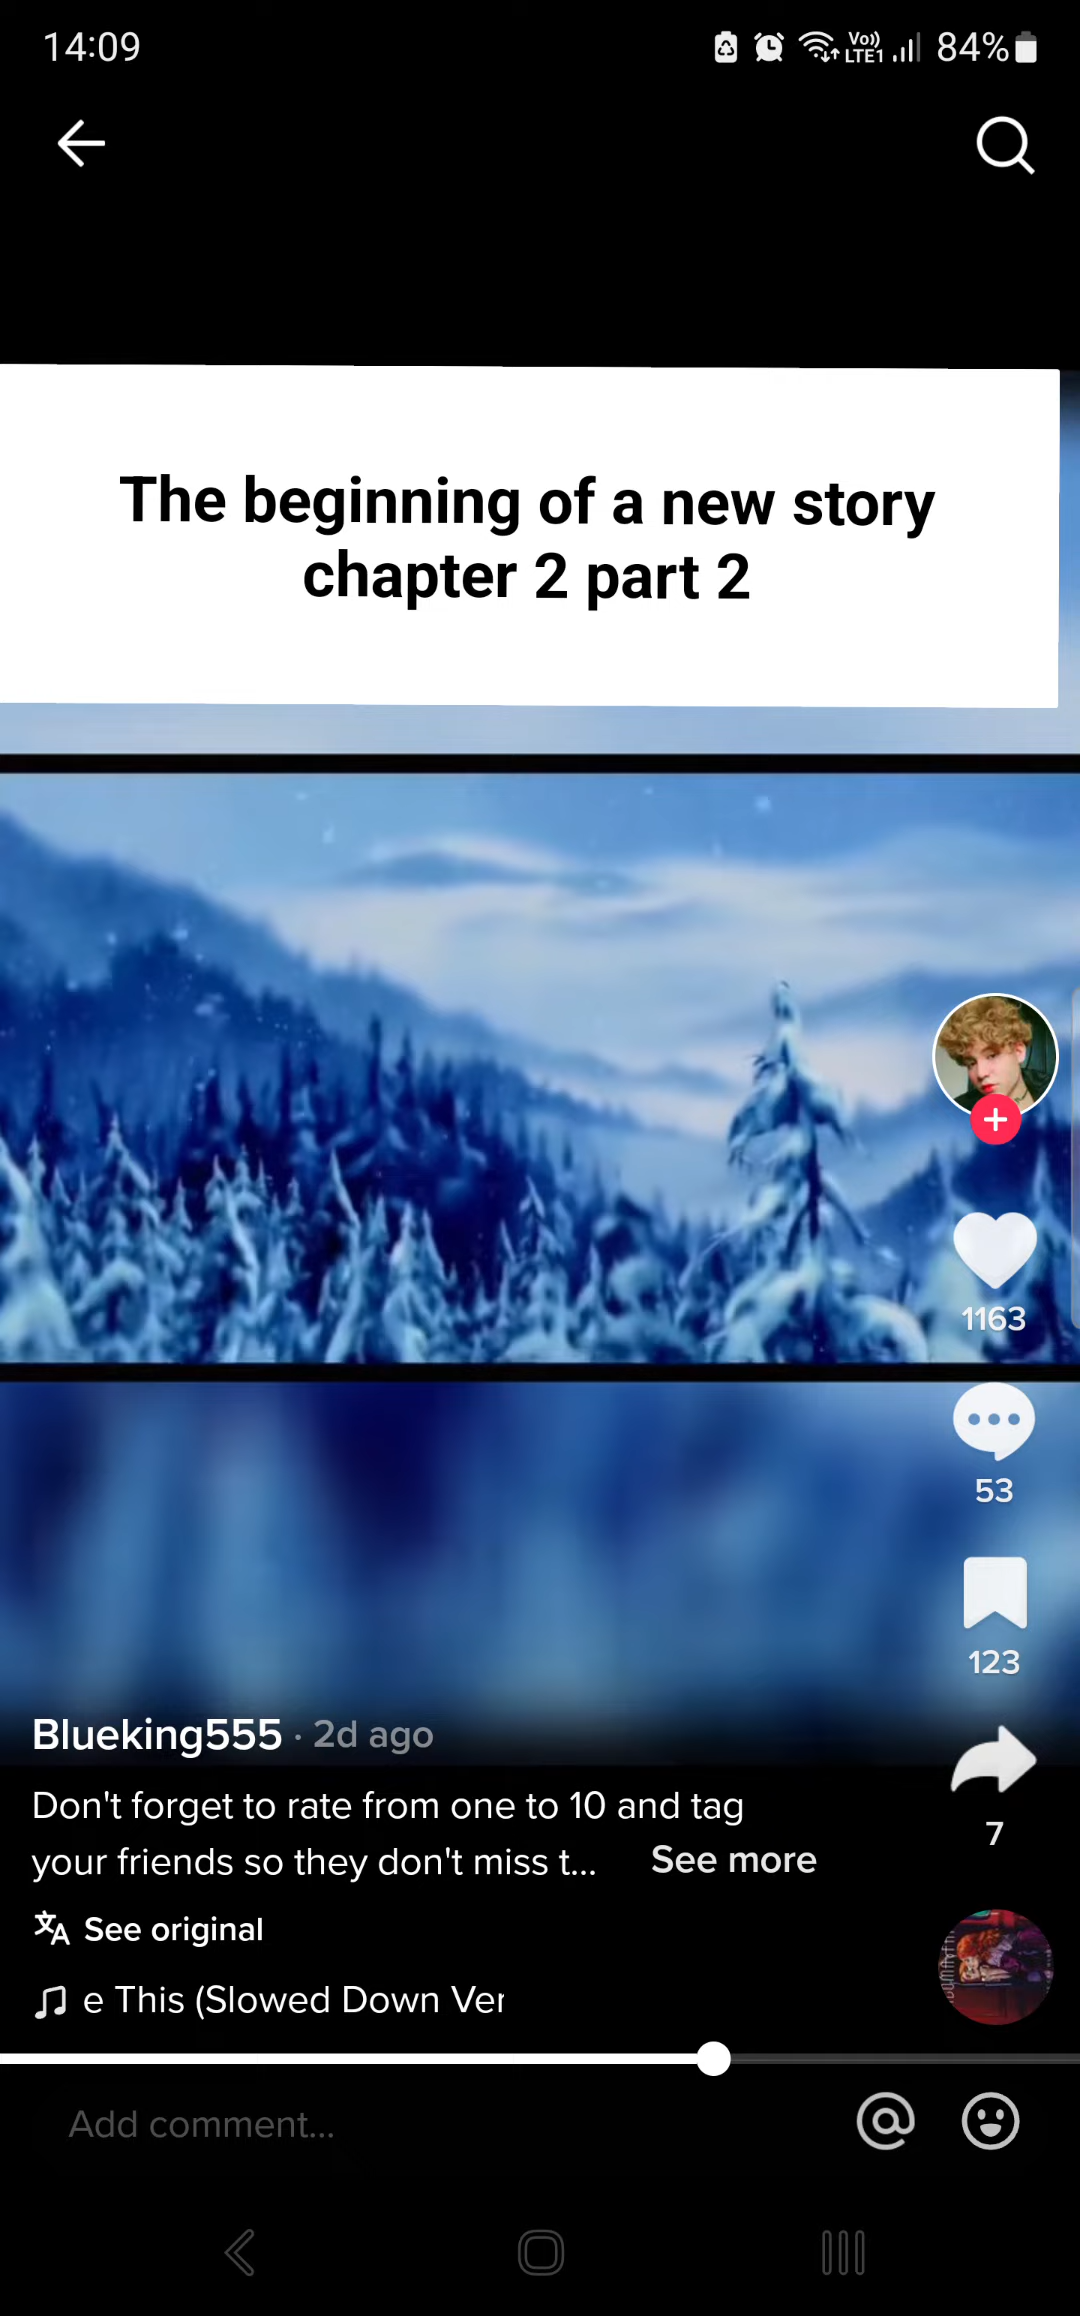 14:09
Vo)) LTE1 84%
The beginning of a new story
chapter 2 part 2
1163
53
123
Blueking555 · 2d ago
Don't forget to rate from one to 10 and tag
your friends so they don't miss t... See more
7
See original
e This (Slowed Down Ver
Add comment...